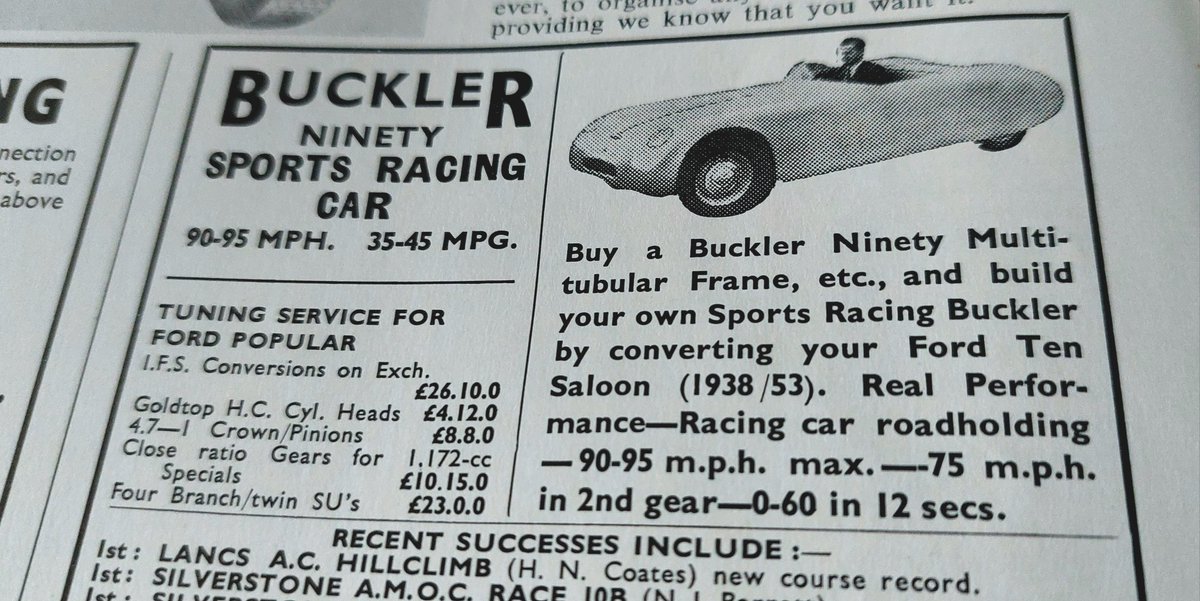 ever, to
providing we know that you want it.
NG
nection
rs, and
above
BUCKLER
NINETY
SPORTS RACING
CAR
90-95 MPH. 35-45 MPG.
TUNING SERVICE FOR
FORD POPULAR
I.F.S. Conversions on Exch.
£26.10.0
Goldtop H.C. Cyl. Heads £4.12.0
4.7—1 Crown/Pinions £8.8.0
Close ratio Gears for 1,172-cc
Specials £10.15.0
Four Branch/twin SU's £23.0.0
Buy a Buckler Ninety Multi-
tubular Frame, etc., and build
your own Sports Racing Buckler
by converting your Ford Ten
Saloon (1938/53). Real Perfor-
mance—Racing car roadholding
—90-95 m.p.h. max.—-75 m.p.h.
in 2nd gear—0-60 in 12 secs.
RECENT SUCCESSES INCLUDE :—
1st : LANCS A.C. HILLCLIMB (H. N. Coates) new course record.
1st : SILVERSTONE A.M.O.C. RACE 10B
1st :